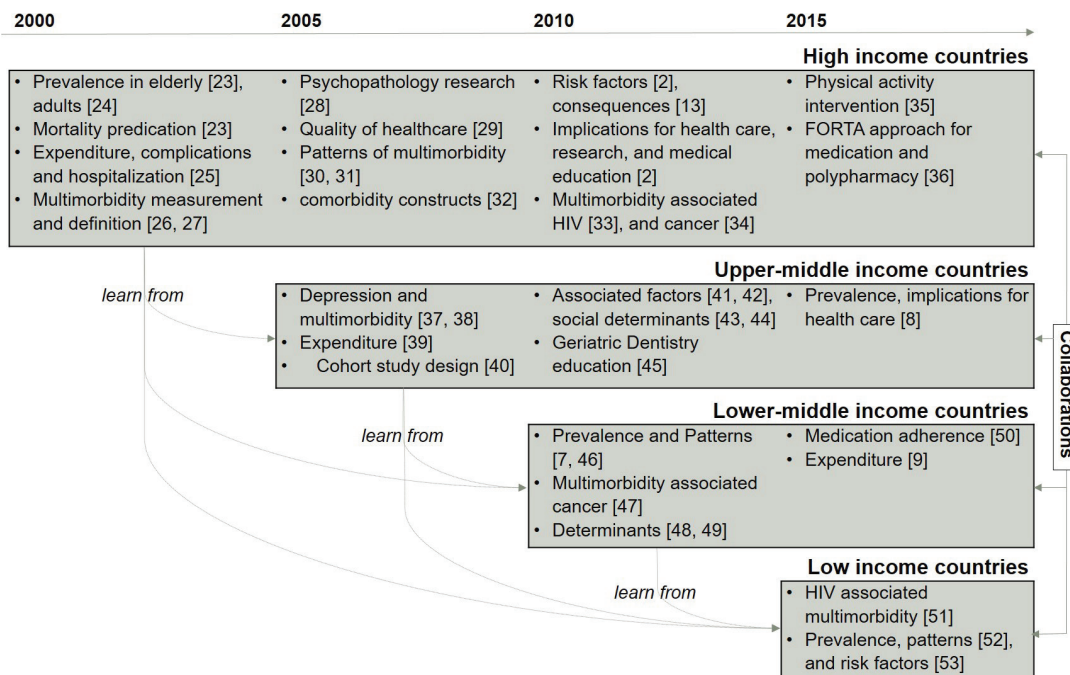 2000 2005 2010 2015
High income countries
• Prevalence in elderly [23],
adults [24]
• Mortality predication [23]
• Expenditure, complications
and hospitalization [25]
• Multimorbidity measurement
and definition [26, 27]
• Psychopathology research
[28]
• Quality of healthcare [29]
• Patterns of multimorbidity
[30, 31]
• comorbidity constructs [32]
• Risk factors [2],
consequences [13]
• Implications for health care,
research, and medical
education [2]
• Multimorbidity associated
HIV [33], and cancer [34]
• Physical activity
intervention [35]
• FORTA approach for
medication and
polypharmacy [36]
learn from
Upper-middle income countries
• Depression and
multimorbidity [37, 38]
• Expenditure [39]
• Cohort study design [40]
• Associated factors [41, 42],
social determinants [43, 44]
• Geriatric Dentistry
education [45]
• Prevalence, implications for
health care [8]
learn from
Lower-middle income countries
• Prevalence and Patterns
[7, 46]
• Multimorbidity associated
cancer [47]
• Determinants [48, 49]
• Medication adherence [50]
• Expenditure [9]
learn from
Low income countries
• HIV associated
multimorbidity [51]
• Prevalence, patterns [52],
and risk factors [53]
Collaborations